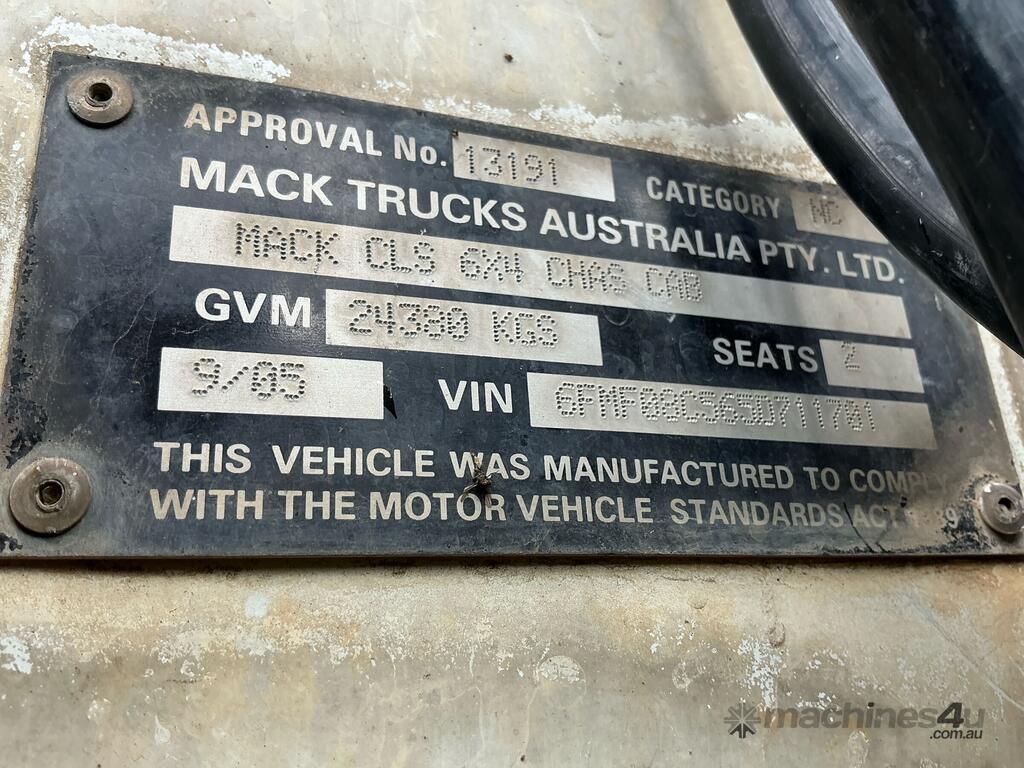 APPROVAL No. 13191 CATEGORY NC
MACK TRUCKS AUSTRALIA PTY. LTD.
MACK CLS 6X4 CHAS CAB
GVM 24380 KGS SEATS 2
9/05 VIN 6FMF08C565D711701
THIS VEHICLE WAS MANUFACTURED TO COMPLY
WITH THE MOTOR VEHICLE STANDARDS ACT
machines4u
.com.au